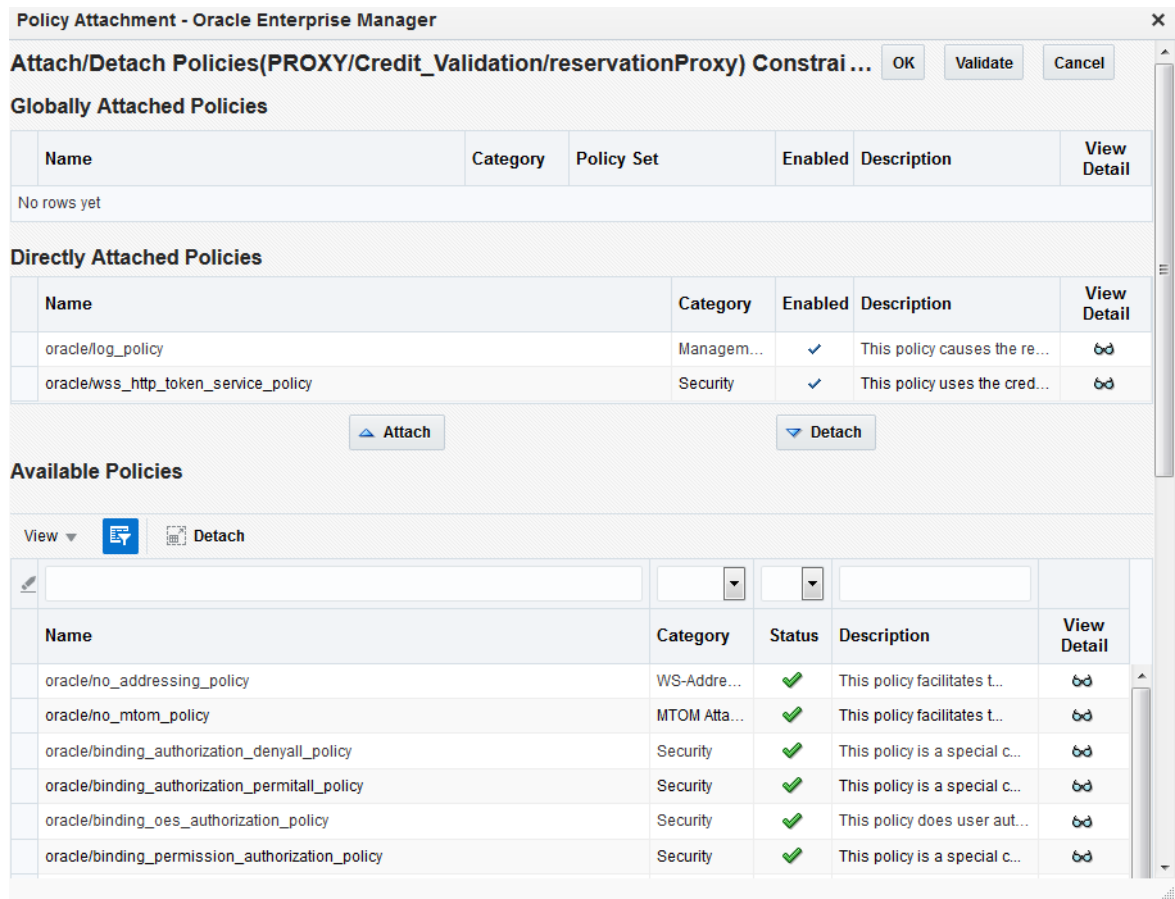 Policy Attachment - Oracle Enterprise Manager
Attach/Detach Policies(PROXY/Credit_Validation/reservationProxy) Constrai... OK Validate Cancel
Globally Attached Policies
Name Category Policy Set Enabled Description View Detail
No rows yet
Directly Attached Policies
Name Category Enabled Description View Detail
oracle/log_policy Managem... This policy causes the re...
oracle/wss_http_token_service_policy Security This policy uses the cred...
Attach Detach
Available Policies
View Detach
Name Category Status Description View Detail
oracle/no_addressing_policy WS-Addre... This policy facilitates t...
oracle/no_mtom_policy MTOM Atta... This policy facilitates t...
oracle/binding_authorization_denyall_policy Security This policy is a special c...
oracle/binding_authorization_permitall_policy Security This policy is a special c...
oracle/binding_oes_authorization_policy Security This policy does user aut...
oracle/binding_permission_authorization_policy Security This policy is a special c...